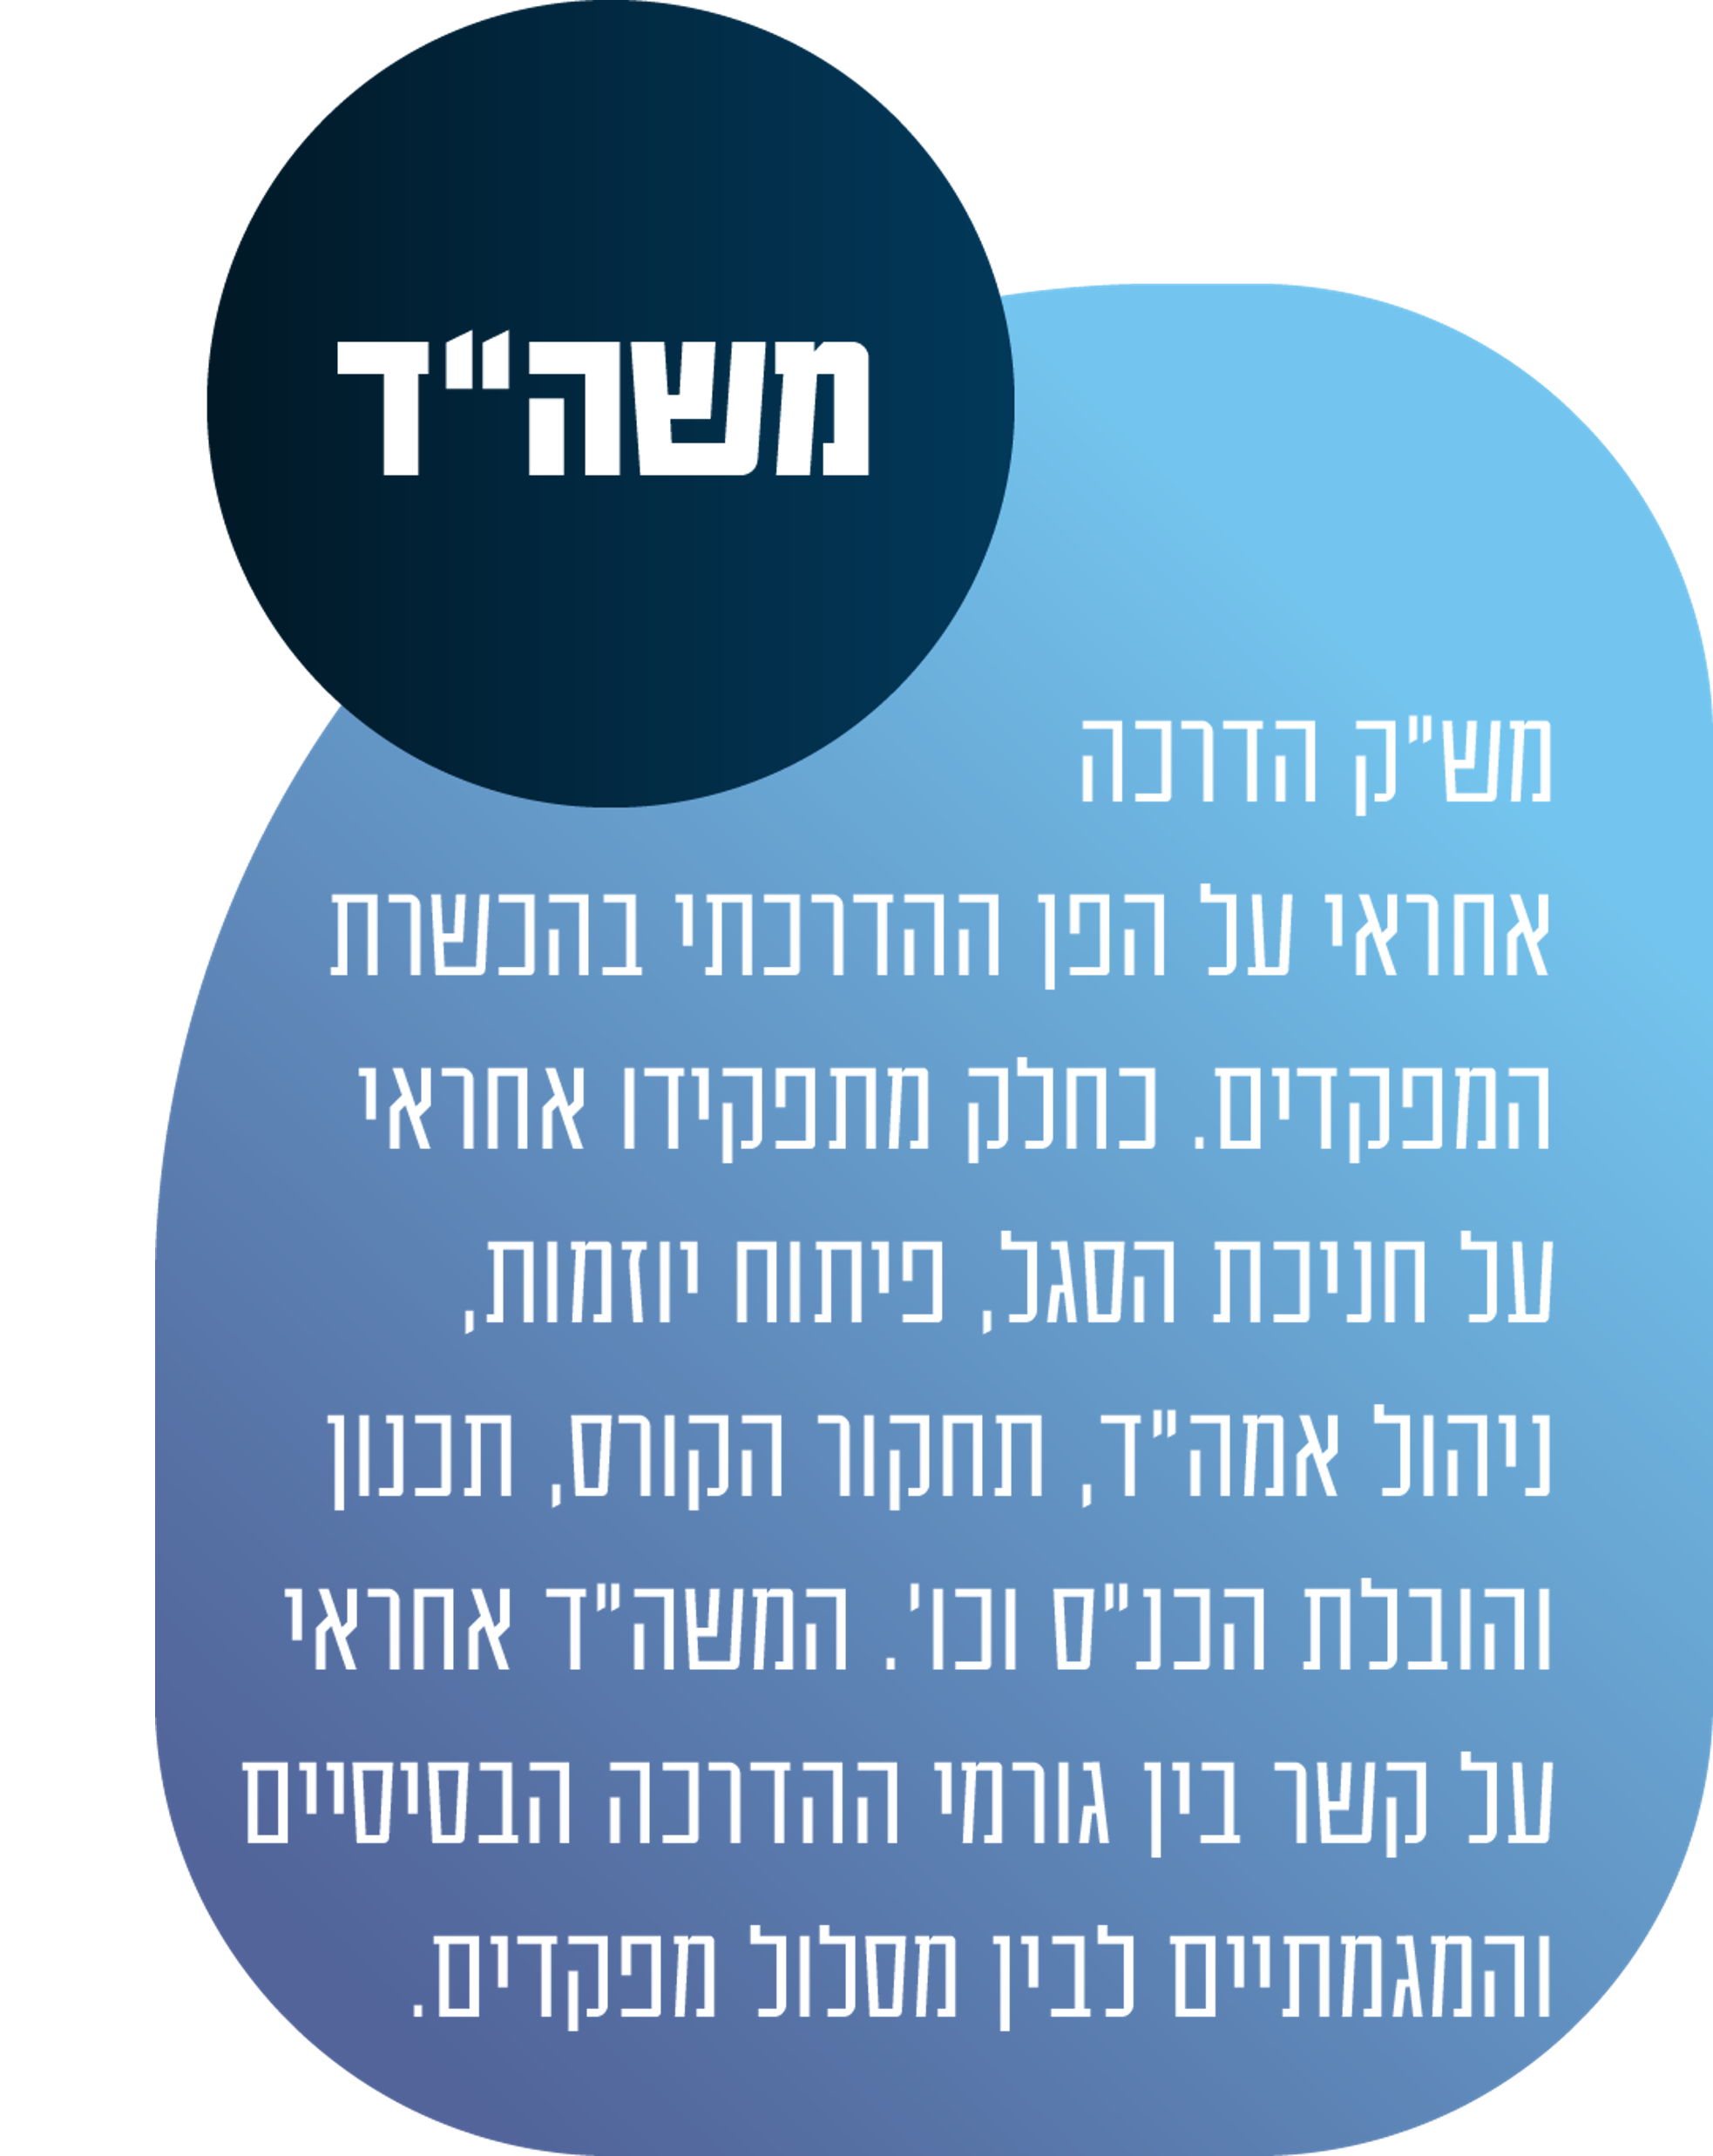 משה"ד
מש"ק הדרכה
אחראי על הפן ההדרכתי בהכשרת
המפקדים. כחלק מתפקידו אחראי
על חניכת הסגל, פיתוח יוזמות,
ניהול אמה"ד, תחקור הקורס, תכנון
והובלת הכנ"ס וכו'. המשה"ד אחראי
על קשר בין גורמי ההדרכה הבסיסיים
והמגמתיים לבין מסלול מפקדים.